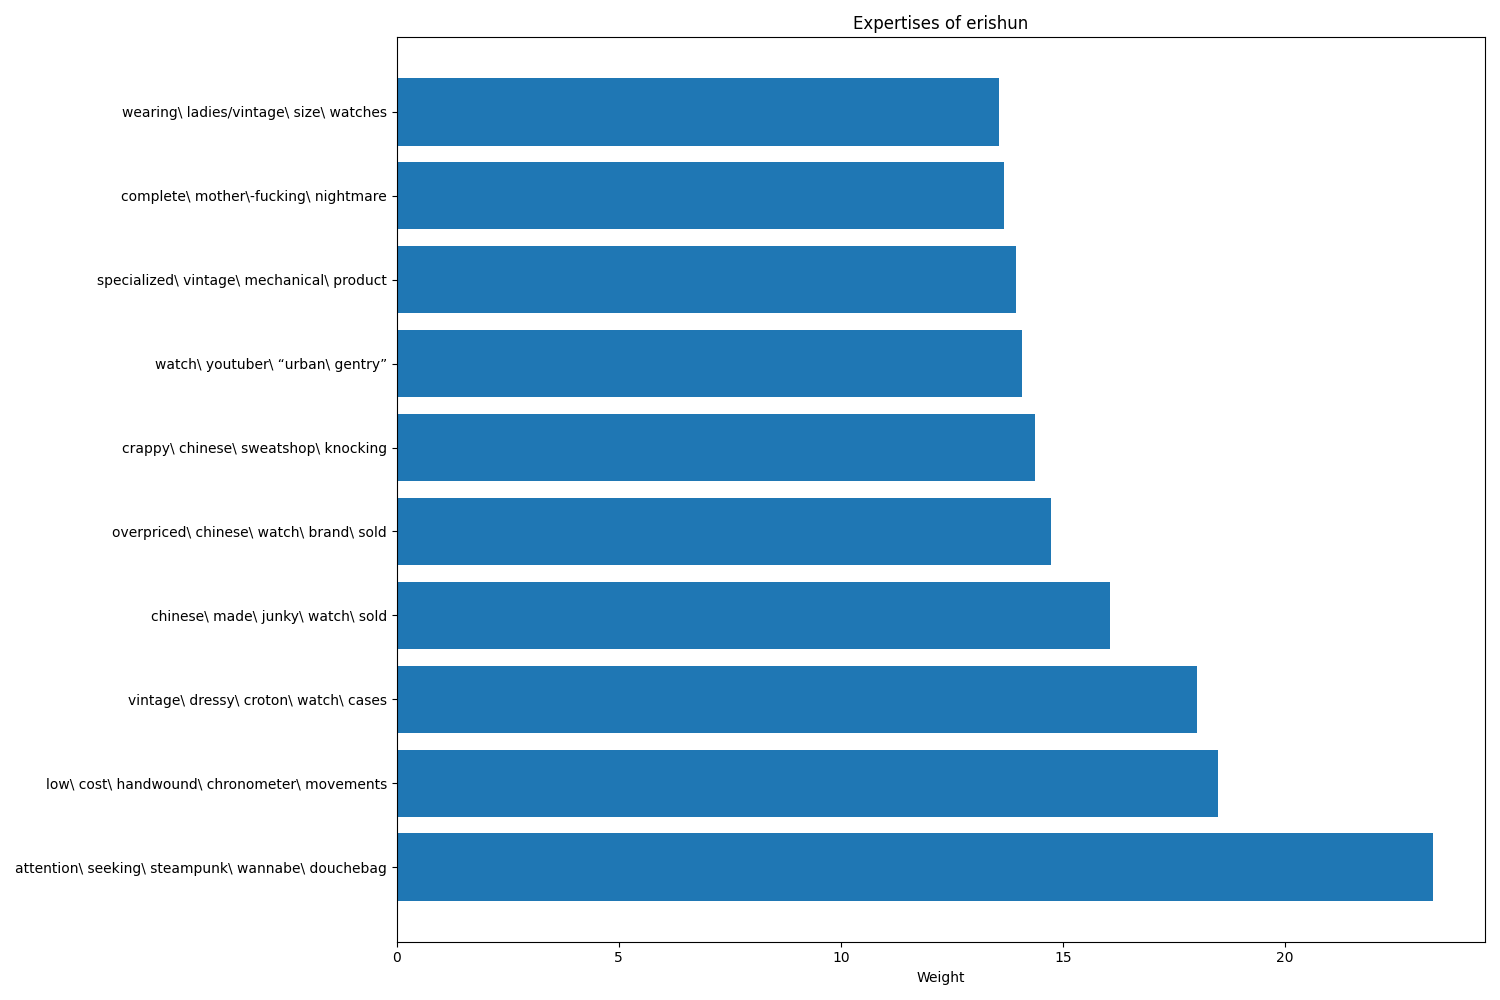 Expertises of erishun
wearing\ ladies/vintage\ size\ watches
complete\ mother\-fucking\ nightmare
specialized\ vintage\ mechanical\ product
watch\ youtuber\ “urban\ gentry”
crappy\ chinese\ sweatshop\ knocking
overpriced\ chinese\ watch\ brand\ sold
chinese\ made\ junky\ watch\ sold
vintage\ dressy\ croton\ watch\ cases
low\ cost\ handwound\ chronometer\ movements
attention\ seeking\ steampunk\ wannabe\ douchebag
0 5 10 15 20
Weight